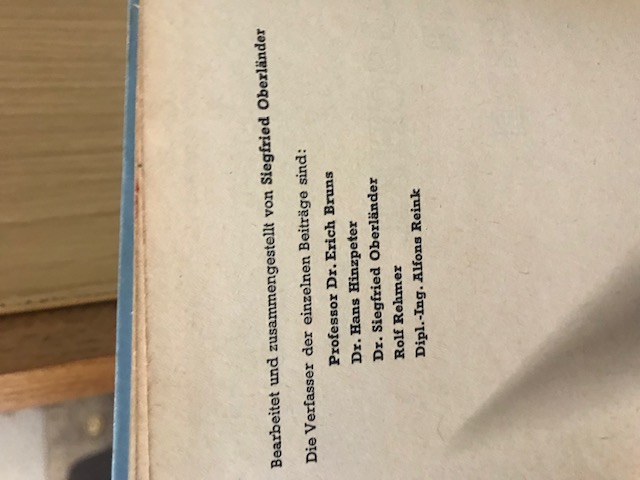 Bearbeitet und zusammengestellt von Siegfried Oberländer
Die Verfasser der einzelnen Beiträge sind:
Professor Dr. Erich Bruns
Dr. Hans Hinzpeter
Dr. Siegfried Oberländer
Rolf Rehmer
Dipl.-Ing. Alfons Reink